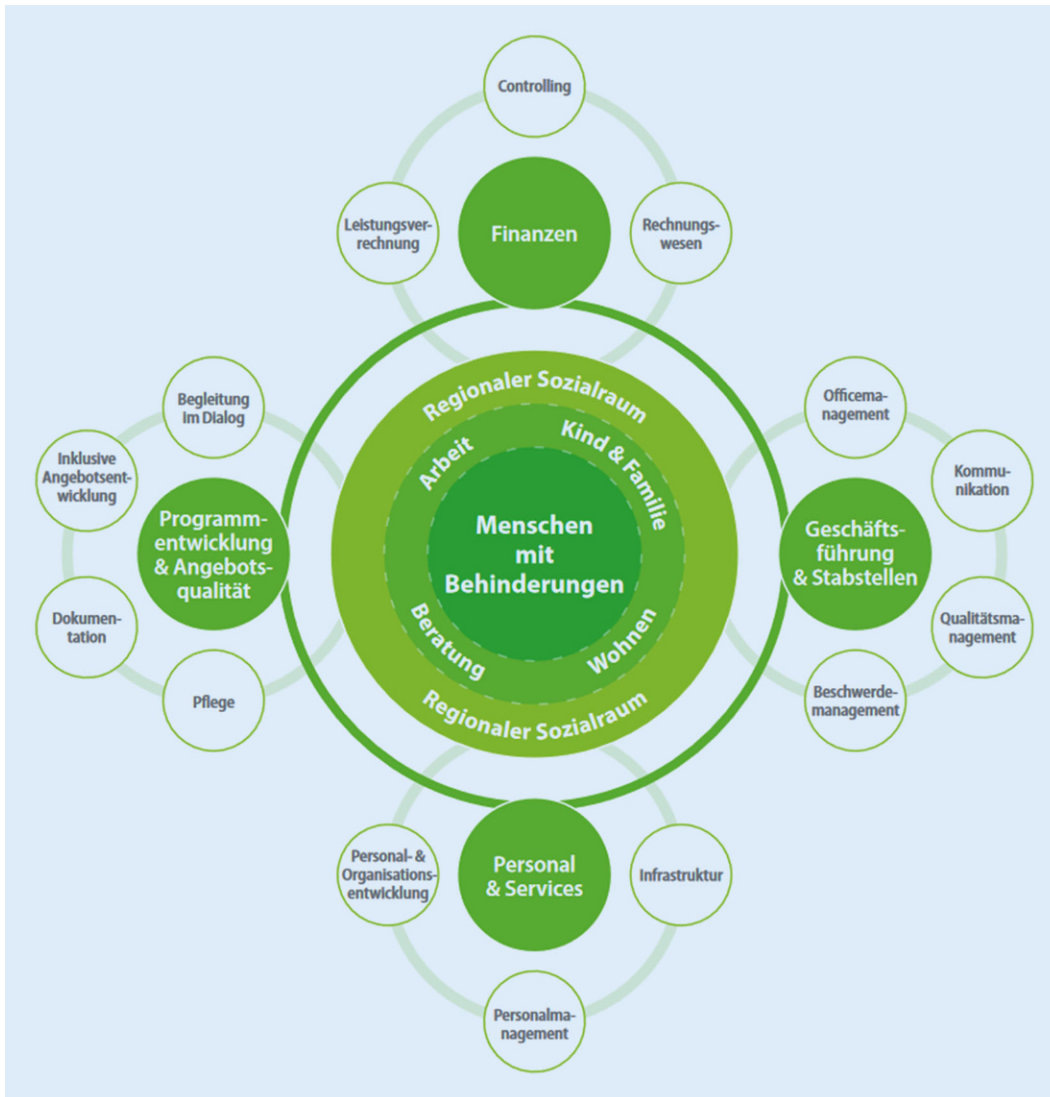 Controlling
Leistungsver-
rechnung
Finanzen
Rechnungs-
wesen
Regionaler Sozialraum
Arbeit
Kind & Familie
Menschen
mit
Behinderungen
Beratung
Wohnen
Regionaler Sozialraum
Begleitung
im Dialog
Inklusive
Angebotsent-
wicklung
Programm-
entwicklung
& Angebots-
qualität
Dokumen-
tation
Pflege
Officema-
nagement
Kommu-
nikation
Geschäfts-
führung
& Stabstellen
Qualitätsma-
nagement
Beschwerde-
management
Personal- &
Organisations-
entwicklung
Personal
& Services
Infrastruktur
Personalma-
nagement